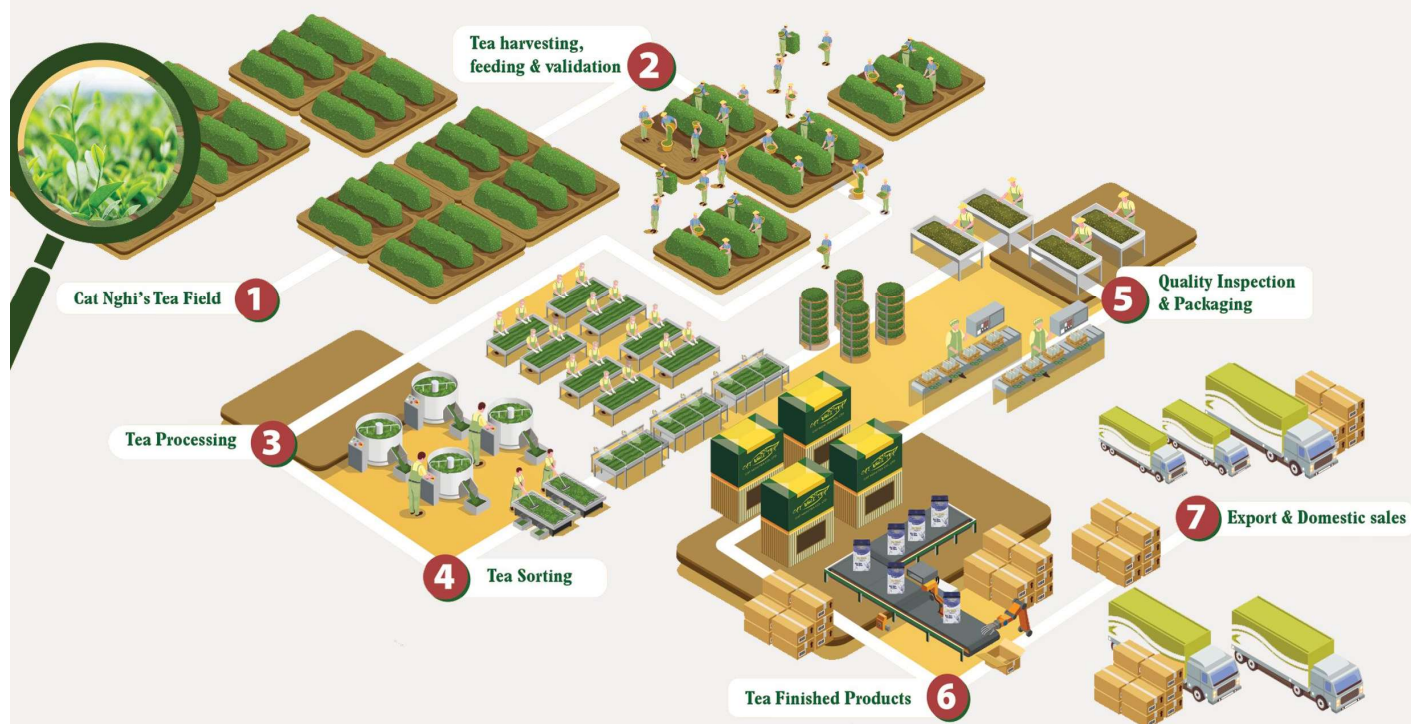 1
Cat Nghi's Tea Field
2
Tea harvesting,
feeding & validation
3
Tea Processing
4
Tea Sorting
5
Quality Inspection
& Packaging
6
Tea Finished Products
7
Export & Domestic sales